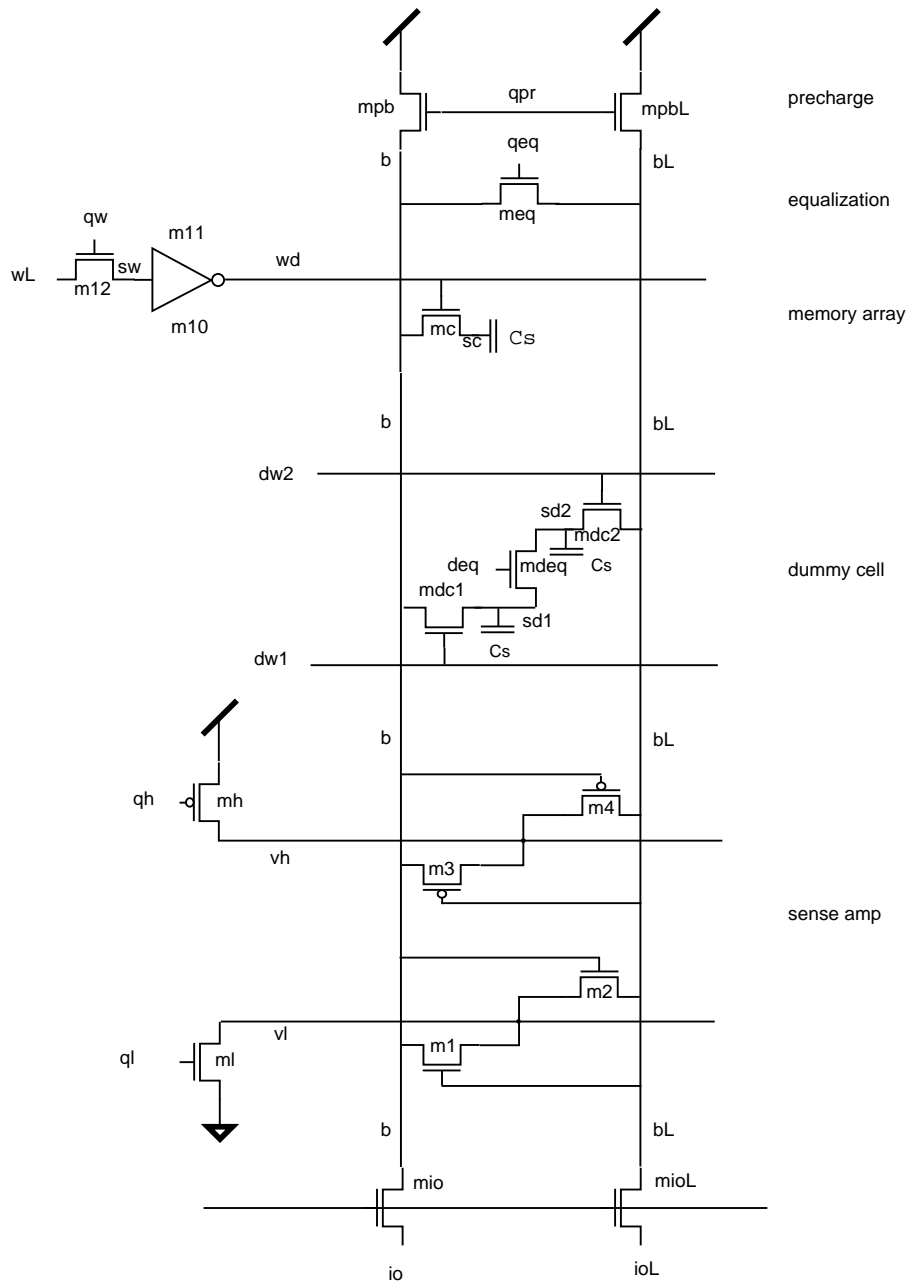 mpb qpr mpbL precharge
b qeq bL
meq equalization
qw m11
wL sw wd
m12
m10 mc memory array
sc Cs
b bL
dw2
sd2
mdc2
deq mdeq Cs dummy cell
mdc1
sd1
Cs
dw1
b bL
qh mh m4
vh
m3
sense amp
m2
vl
ql ml m1
b bL
mio mioL
io ioL